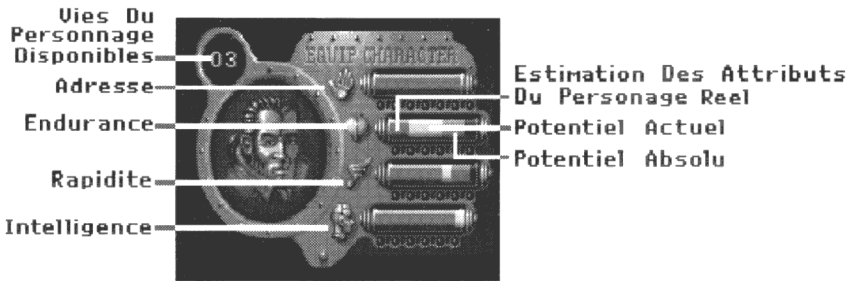 Vies Du
Personnage
Disponibles
03
EQUIP CHARACTER
Adresse
Endurance
Rapidite
Intelligence
Estimation Des Attributs
Du Personage Reel
Potentiel Actuel
Potentiel Absolu